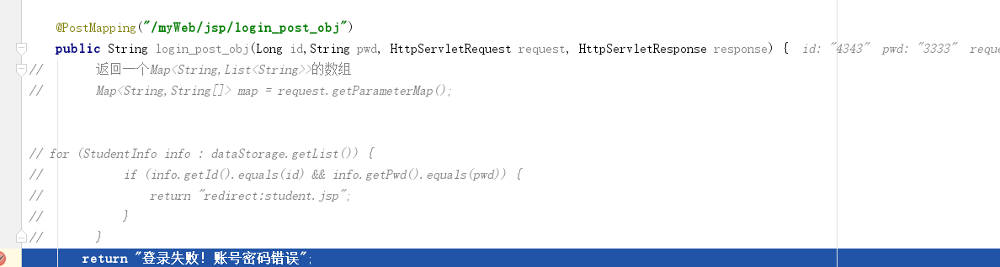 @PostMapping("/myWeb/jsp/login_post_obj")
public String login_post_obj(Long id,String pwd, HttpServletRequest request, HttpServletResponse response) {  id: "4343"  pwd: "3333"  reque
//        返回一个Map<String,List<String>>的数组
//        Map<String,String[]> map = request.getParameterMap();
// for (StudentInfo info : dataStorage.getList()) {
//            if (info.getId().equals(id) && info.getPwd().equals(pwd)) {
//                return "redirect:student.jsp";
//            }
//        }
return "登录失败! 账号密码错误";